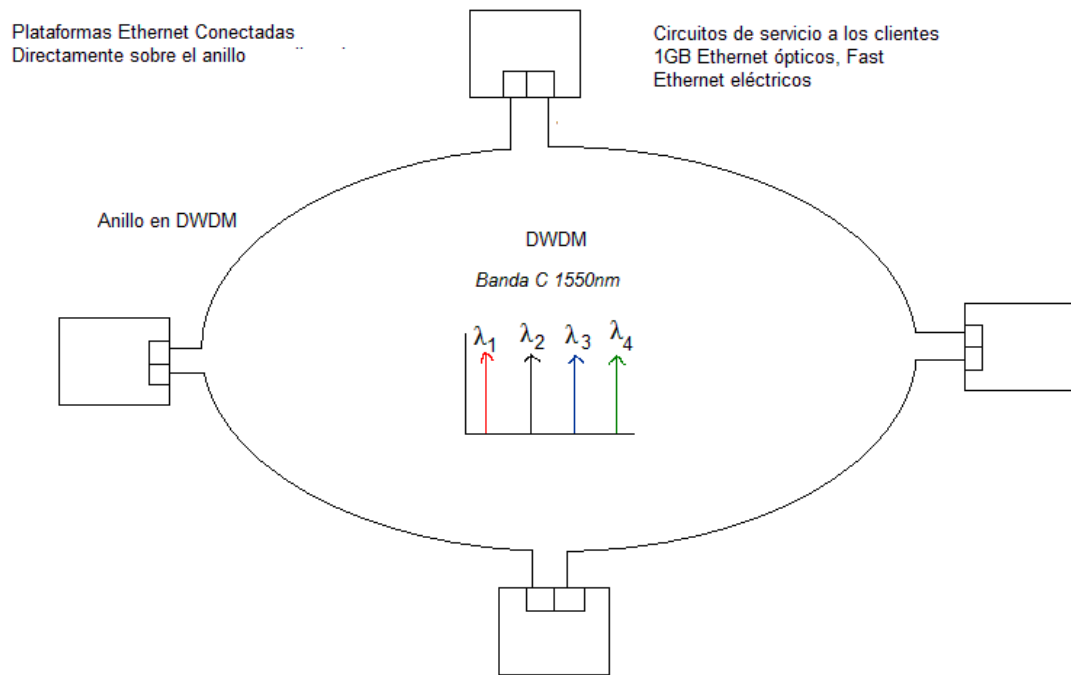 Plataformas Ethernet Conectadas
Directamente sobre el anillo
Circuitos de servicio a los clientes
1GB Ethernet ópticos, Fast
Ethernet eléctricos
Anillo en DWDM
DWDM
Banda C 1550nm
λ1 λ2 λ3 λ4